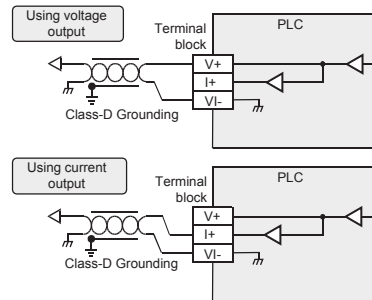 Using voltage
output
Terminal
block
PLC
V+
I+
VI-
Class-D Grounding
Using current
output
Terminal
block
PLC
V+
I+
VI-
Class-D Grounding